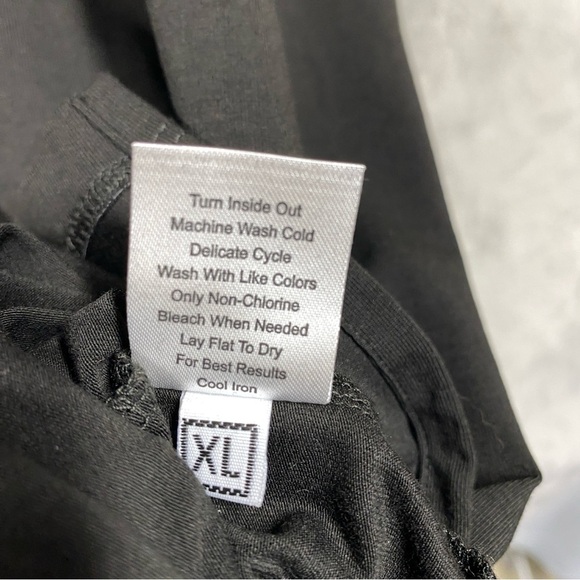 Turn Inside Out
Machine Wash Cold
Delicate Cycle
Wash With Like Colors
Only Non-Chlorine
Bleach When Needed
Lay Flat To Dry
For Best Results
Cool Iron
XL